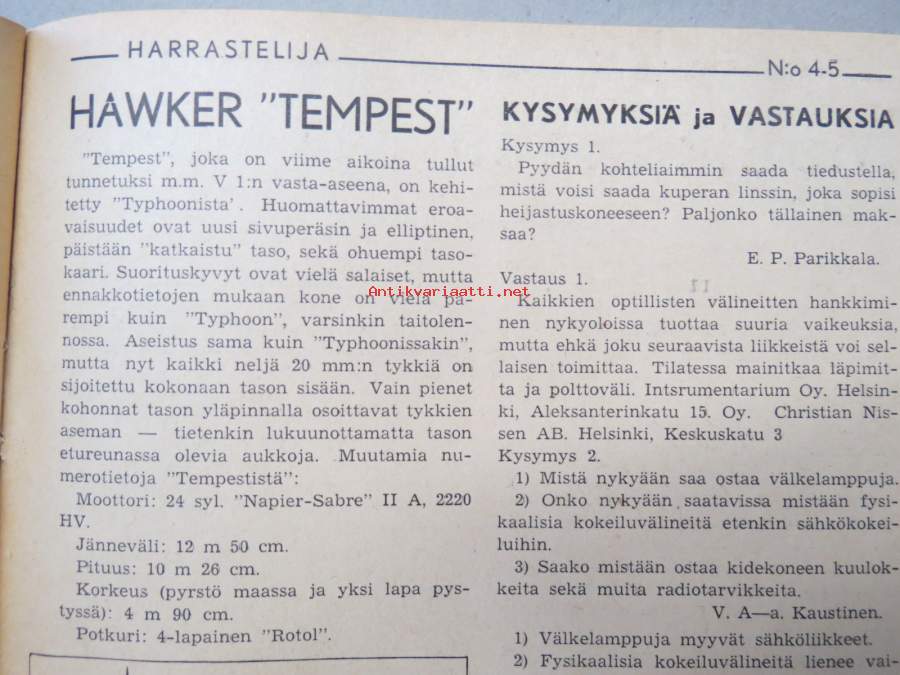 HARRASTELIJA
N:o 4-5
HAWKER "TEMPEST"
"Tempest", joka on viime aikoina tullut
tunnetuksi m.m. V 1:n vasta-aseena, on kehi-
tetty "Typhoonista'. Huomattavimmat eroa-
vaisuudet ovat uusi sivuperäsin ja elliptinen,
päistään "katkaistu" taso, sekä ohuempi taso-
kaari. Suorituskyvyt ovat vielä salaiset, mutta
ennakkotietojen mukaan kone on vielä pa-
rempi kuin "Typhoon", varsinkin taitolen-
nossa. Aseistus sama kuin "Typhoonissakin",
mutta nyt kaikki neljä 20 mm:n tykkiä on
sijoitettu kokonaan tason sisään. Vain pienet
kohonnat tason yläpinnalla osoittavat tykkien
aseman — tietenkin lukuunottamatta tason
etureunassa olevia aukkoja. Muutamia nu-
merotietoja "Tempestistä":
Moottori: 24 syl. "Napier-Sabre" II A, 2220
HV.
Jänneväli: 12 m 50 cm.
Pituus: 10 m 26 cm.
Korkeus (pyrstö maassa ja yksi lapa pys-
tyssä): 4 m 90 cm.
Potkuri: 4-lapainen "Rotol".
KYSYMYKSIÄ ja VASTAUKSIA
Kysymys 1.
Pyydän kohteliaimmin saada tiedustella,
mistä voisi saada kuperan linssin, joka sopisi
heijastuskoneeseen? Paljonko tällainen mak-
saa?
E. P. Parikkala.
Vastaus 1.
Kaikkien optillisten välineitten hankkimi-
nen nykyoloissa tuottaa suuria vaikeuksia,
mutta ehkä joku seuraavista liikkeistä voi sel-
laisen toimittaa. Tilatessa mainitkaa läpimit-
ta ja polttoväli. Intsrumentarium Oy. Helsin-
ki, Aleksanterinkatu 15. Oy. Christian Nis-
sen AB. Helsinki, Keskuskatu 3
Kysymys 2.
1) Mistä nykyään saa ostaa välkelamppuja.
2) Onko nykyään saatavissa mistään fysi-
kaalisia kokeiluvälineitä etenkin sähkökokei-
luihin.
3) Saako mistään ostaa kidekoneen kuulok-
keita sekä muita radiotarvikkeita.
V. A—a. Kaustinen.
1) Välkelamppuja myyvät sähköliikkeet.
2) Fysikaalisia kokeiluvälineitä lienee vai-
Antikvariaatti.net